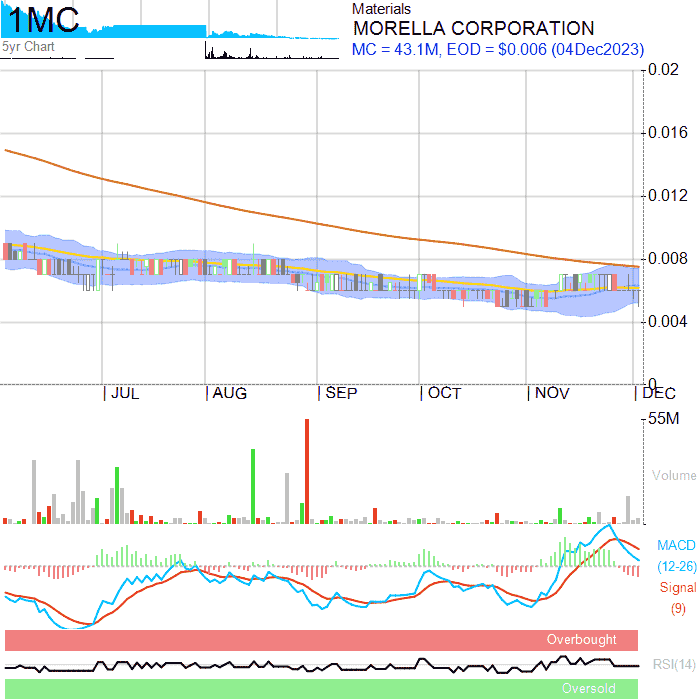 1MC
5yr Chart
Materials
MORELLA CORPORATION
MC = 43.1M, EOD = $0.006 (04Dec2023)
0.02
0.016
0.012
0.008
0.004
0
JUL AUG SEP OCT NOV DEC
55M
Volume
MACD
(12-26)
Signal
(9)
Overbought
RSI(14)
Oversold